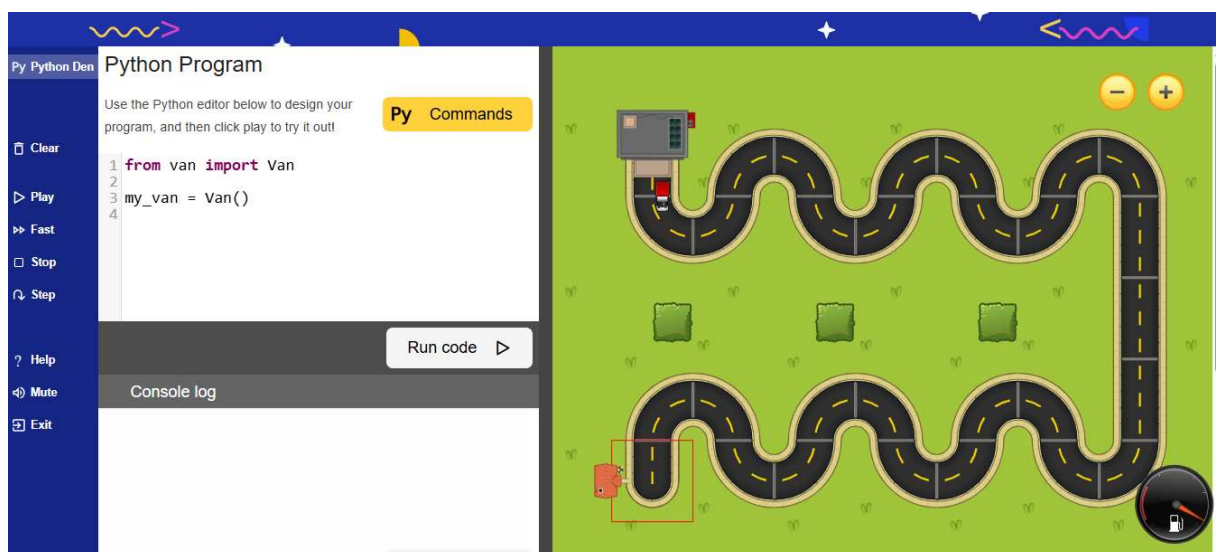 Py Python Den
Clear
Play
Fast
Stop
Step
? Help
Mute
Exit
Python Program
Use the Python editor below to design your
program, and then click play to try it out!
Py Commands
1 from van import Van
2
3 my_van = Van()
4
Run code
Console log